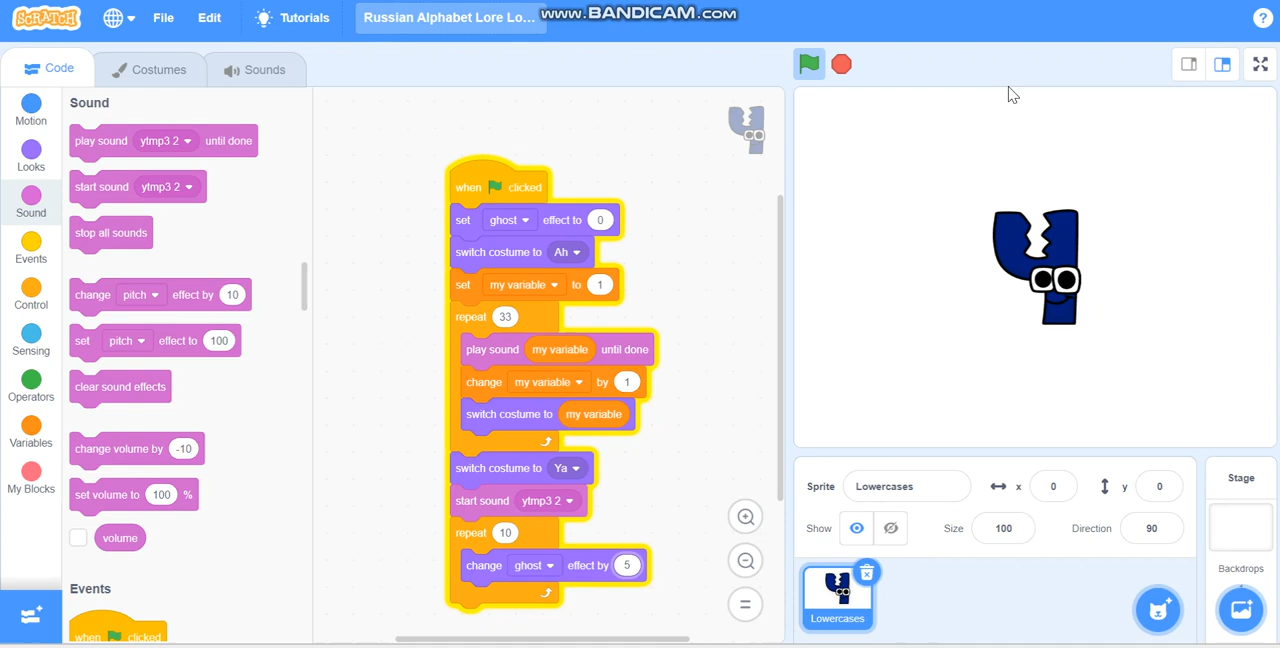 SCRATCH
File
Edit
Tutorials
Russian Alphabet Lore Lo...
www.BANDICAM.com
?
Code
Costumes
Sounds
Motion
Looks
Sound
Events
Control
Sensing
Operators
Variables
My Blocks
Sound
play sound ytmp3 2 until done
start sound ytmp3 2
stop all sounds
change pitch effect by 10
set pitch effect to 100
clear sound effects
change volume by -10
set volume to 100 %
volume
Events
when clicked
when clicked
set ghost effect to 0
switch costume to Ah
set my variable to 1
repeat 33
play sound my variable until done
change my variable by 1
switch costume to my variable
switch costume to Ya
start sound ytmp3 2
repeat 10
change ghost effect by 5
Sprite Lowercases x 0 y 0
Show Size 100 Direction 90
Lowercases
Stage
Backdrops